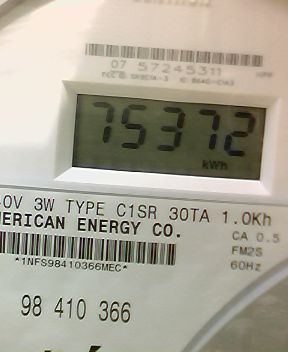 07 57245311
75372
kWh
0V 3W TYPE C1SR 30TA 1.0Kh
MERICAN ENERGY CO.
CA 0.5
*1NFS98410366MEC*
FM2S
60Hz
98 410 366